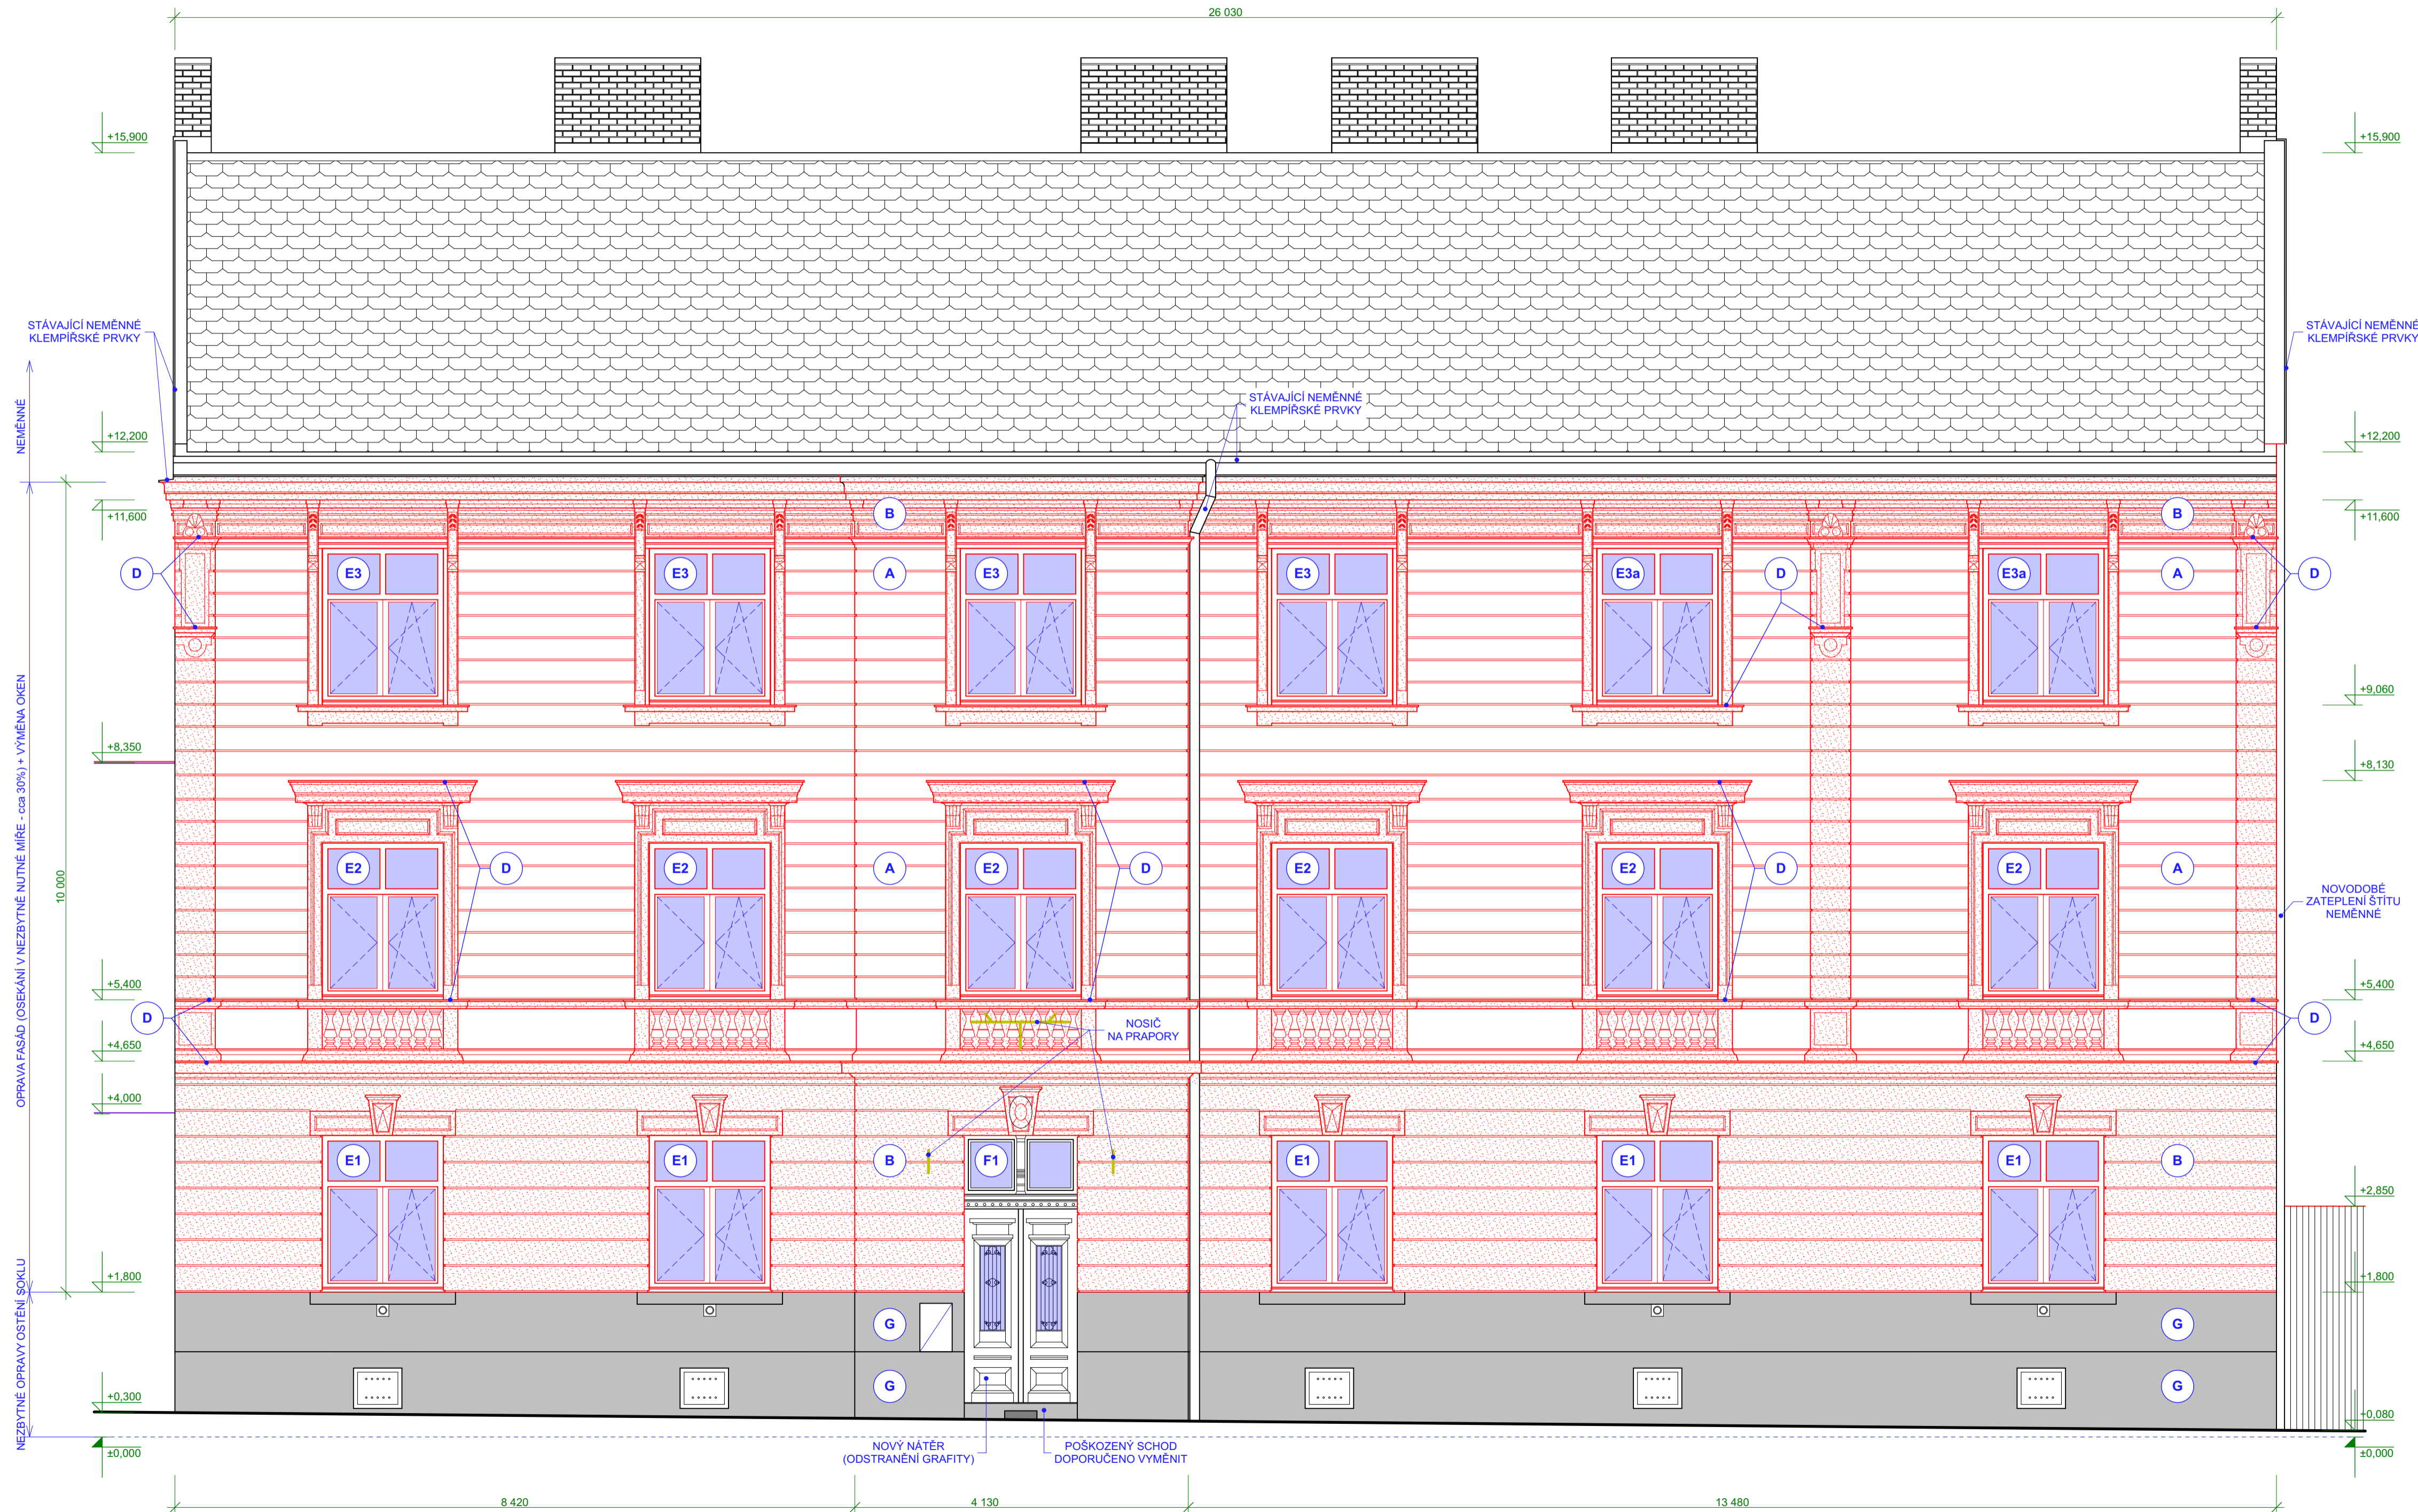 26 030
+15,900
+15,900
STÁVAJÍCÍ NEMĚNNÉ
KLEMPÍŘSKÉ PRVKY
STÁVAJÍCÍ NEMĚNNÉ
KLEMPÍŘSKÉ PRVKY
STÁVAJÍCÍ NEMĚNNÉ
KLEMPÍŘSKÉ PRVKY
NEMĚNNÉ
+12,200
+12,200
+11,600
B
B
+11,600
D
E3
E3
A
E3
E3
E3a
D
E3a
A
D
OPRAVA FASÁD (OSEKÁNÍ V NEZBYTNĚ NUTNÉ MÍŘE - cca 30%) + VÝMĚNA OKEN
+9,060
+8,350
+8,130
10 000
E2
D
E2
A
E2
D
E2
E2
D
E2
A
NOVODOBÉ
ZATEPLENÍ ŠTÍTU
NEMĚNNÉ
+5,400
+5,400
D
NOSIČ
NA PRAPORY
D
+4,650
+4,650
+4,000
E1
E1
B
F1
E1
E1
E1
B
+2,850
+1,800
+1,800
NEZBYTNÉ OPRAVY OSTĚNÍ SOKLU
G
G
G
G
+0,300
+0,080
±0,000
±0,000
NOVÝ NÁTĚR
(ODSTRANĚNÍ GRAFITY)
POŠKOZENÝ SCHOD
DOPORUČENO VYMĚNIT
8 420
4 130
13 480